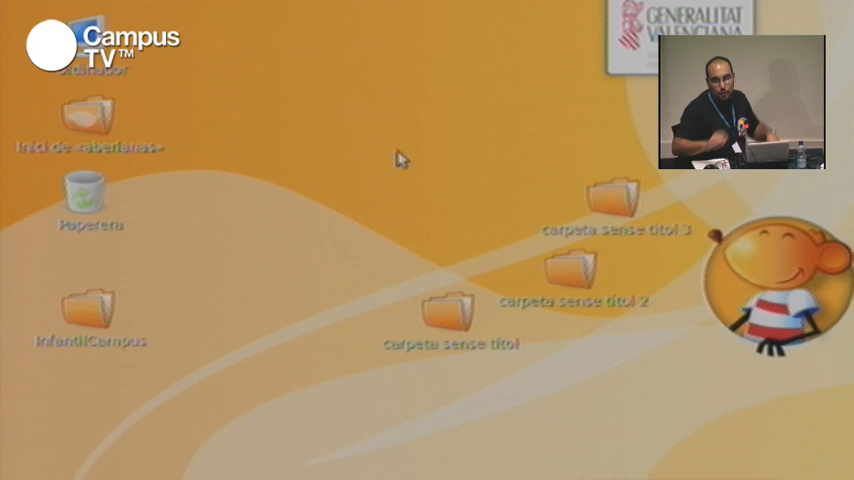 Campus
TV™
GENERALITAT
VALENCIANA
ordinador
Inici de «aberlanas»
Paperera
carpeta sense títol 3
carpeta sense títol 2
InfantilCampus
carpeta sense títol